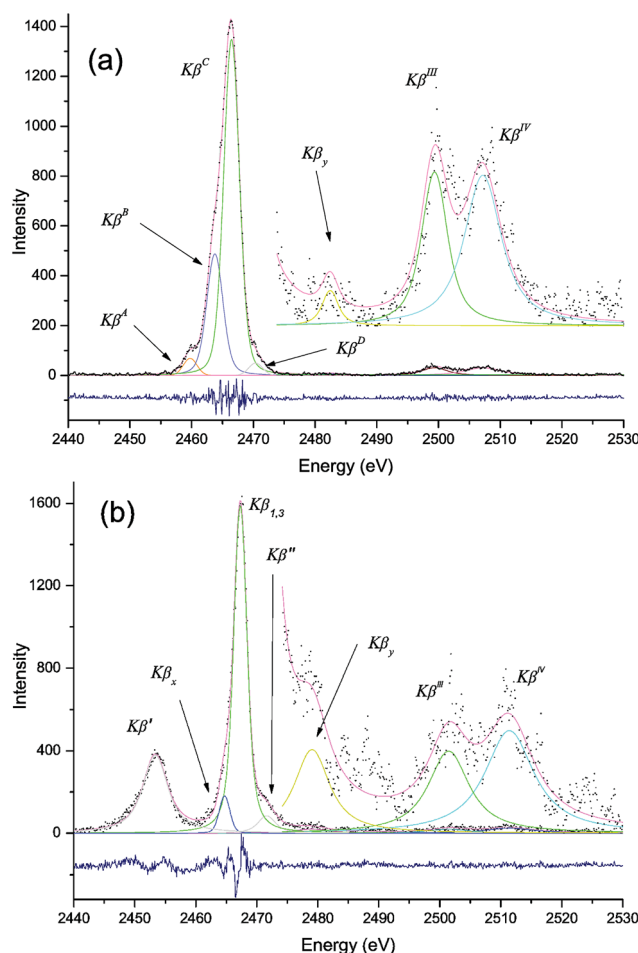 (a)
Intensity
1400
1200
1000
800
600
400
200
0
Kβ^C
Kβ^B
Kβ^A
Kβ^D
Kβ_y
Kβ^III
Kβ^IV
2440 2450 2460 2470 2480 2490 2500 2510 2520 2530
Energy (eV)
(b)
Intensity
1600
1200
800
400
0
Kβ_1,3
Kβ"
Kβ_x
Kβ'
Kβ_y
Kβ^III
Kβ^IV
2440 2450 2460 2470 2480 2490 2500 2510 2520 2530
Energy (eV)